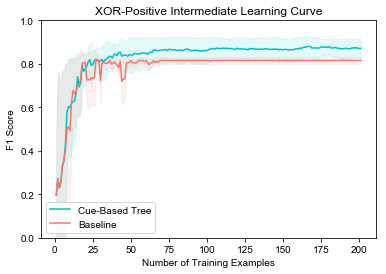 XOR-Positive Intermediate Learning Curve
1.0
0.8
0.6
0.4
0.2
0.0
F1 Score
Cue-Based Tree
Baseline
0 25 50 75 100 125 150 175 200
Number of Training Examples